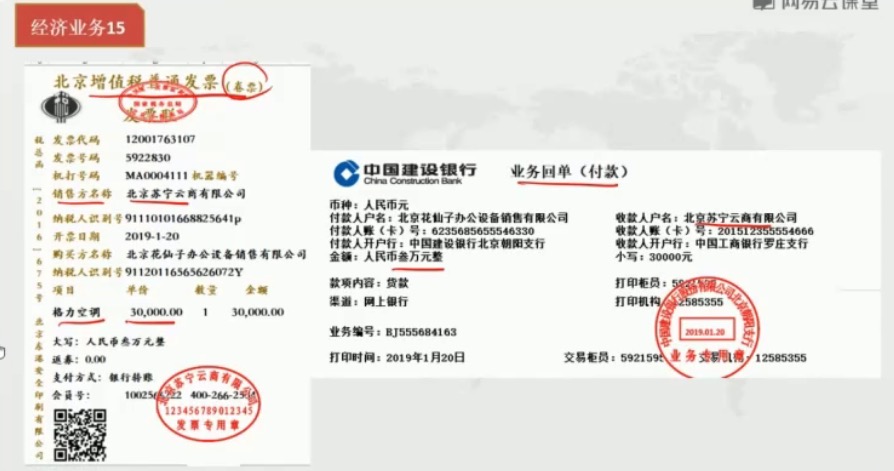 经济业务15
网易云课堂
北京增值税普通发票(卷票)
发票联
发票代码 12001763107
发票号码 5922830
机打号码 MA0004111 机器编号
销售方名称 北京苏宁云商有限公司
纳税人识别号 91110101668825641p
开票日期 2019-1-20
购买方名称 北京花仙子办公设备销售有限公司
纳税人识别号 91120116565626072Y
项目 单价 数量 金额
格力空调 30,000.00 1 30,000.00
大写:人民币叁万元整
退券:0.00
支付方式:银行转账
会员号:
400-266-25
北京苏宁云商有限公司
123456789012345
发票专用章
中国建设银行
China Construction Bank
业务回单(付款)
币种:人民币元
付款人户名:北京花仙子办公设备销售有限公司 收款人户名:北京苏宁云商有限公司
付款人账(卡)号:6235685655546330 收款人账(卡)号:201512355554666
付款人开户行:中国建设银行北京朝阳支行 收款人开户行:中国工商银行罗庄支行
金额:人民币叁万元整 小写:30000元
款项内容:货款 打印柜员:
渠道:网上银行 打印机构: 2585355
业务编号:BJ555684163
打印时间:2019年1月20日 交易柜员:592159 12585355
2019.01.20
业务专用章